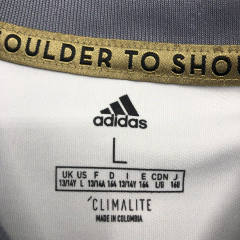 OULDER TO SHOU
adidas
L
UK US F D I E CDN J
13/14Y L 13/14A 164 13/14Y 164 L/G 160
CLIMALITE
MADE IN COLOMBIA